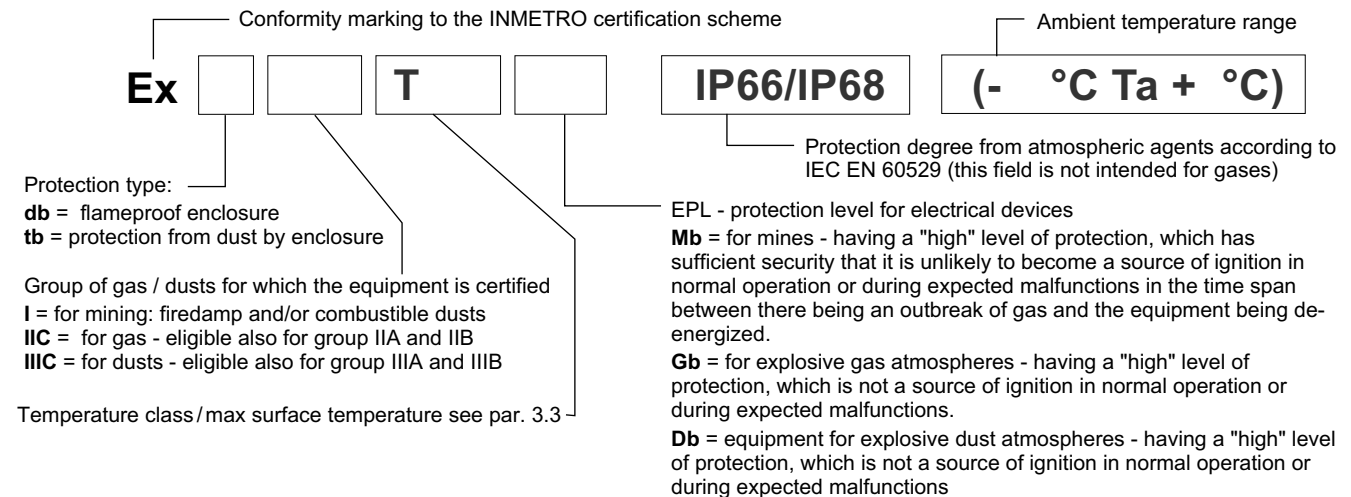 Conformity marking to the INMETRO certification scheme
Ambient temperature range
Ex T IP66/IP68 (- °C Ta + °C)
Protection degree from atmospheric agents according to
IEC EN 60529 (this field is not intended for gases)
Protection type:
db = flameproof enclosure
tb = protection from dust by enclosure
Group of gas / dusts for which the equipment is certified
I = for mining: firedamp and/or combustible dusts
IIC = for gas - eligible also for group IIA and IIB
IIIC = for dusts - eligible also for group IIIA and IIIB
Temperature class/max surface temperature see par. 3.3
EPL - protection level for electrical devices
Mb = for mines - having a "high" level of protection, which has
sufficient security that it is unlikely to become a source of ignition in
normal operation or during expected malfunctions in the time span
between there being an outbreak of gas and the equipment being de-
energized.
Gb = for explosive gas atmospheres - having a "high" level of
protection, which is not a source of ignition in normal operation or
during expected malfunctions.
Db = equipment for explosive dust atmospheres - having a "high" level
of protection, which is not a source of ignition in normal operation or
during expected malfunctions